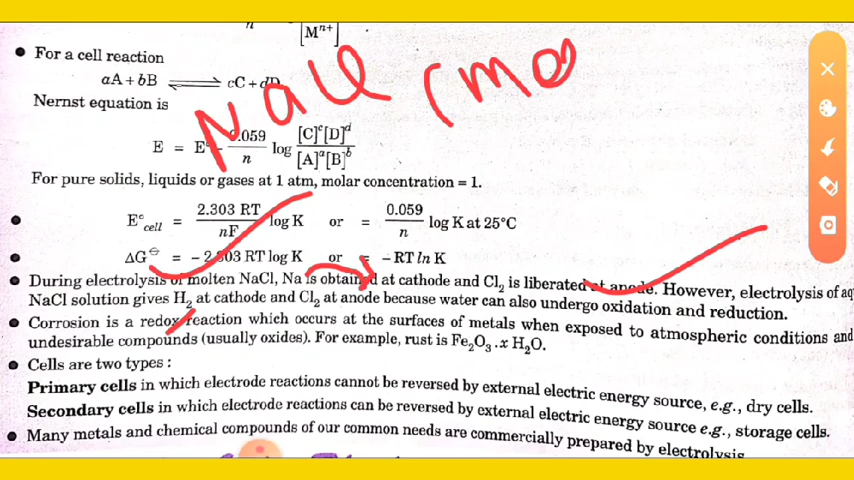 n [Mⁿ⁺]
● For a cell reaction
aA + bB ⇌ cC + dD
Nernst equation is
NaCl (mo
E = E° - 0.059/n log [C]ᶜ[D]ᵈ/[A]ᵃ[B]ᵇ
For pure solids, liquids or gases at 1 atm, molar concentration = 1.
● E°cell = 2.303 RT/nF log K or = 0.059/n log K at 25°C
● ΔG⊖ = – 2.303 RT log K or = – RT ln K
● During electrolysis of molten NaCl, Na is obtained at cathode and Cl₂ is liberated at anode. However, electrolysis of aq
NaCl solution gives H₂ at cathode and Cl₂ at anode because water can also undergo oxidation and reduction.
● Corrosion is a redox reaction which occurs at the surfaces of metals when exposed to atmospheric conditions and
undesirable compounds (usually oxides). For example, rust is Fe₂O₃.x H₂O.
● Cells are two types :
Primary cells in which electrode reactions cannot be reversed by external electric energy source, e.g., dry cells.
Secondary cells in which electrode reactions can be reversed by external electric energy source e.g., storage cells.
● Many metals and chemical compounds of our common needs are commercially prepared by electrolysis